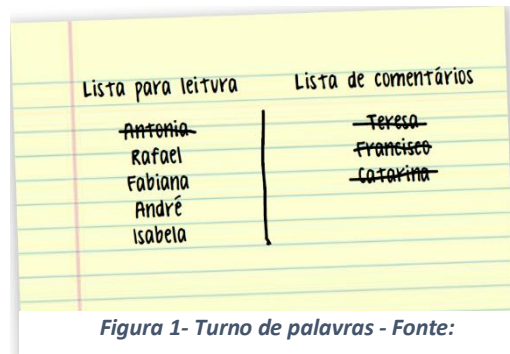 Lista para leitura
Antonia
Rafael
Fabiana
André
Isabela
Lista de comentários
Teresa
Francisco
Catarina
Figura 1- Turno de palavras - Fonte: